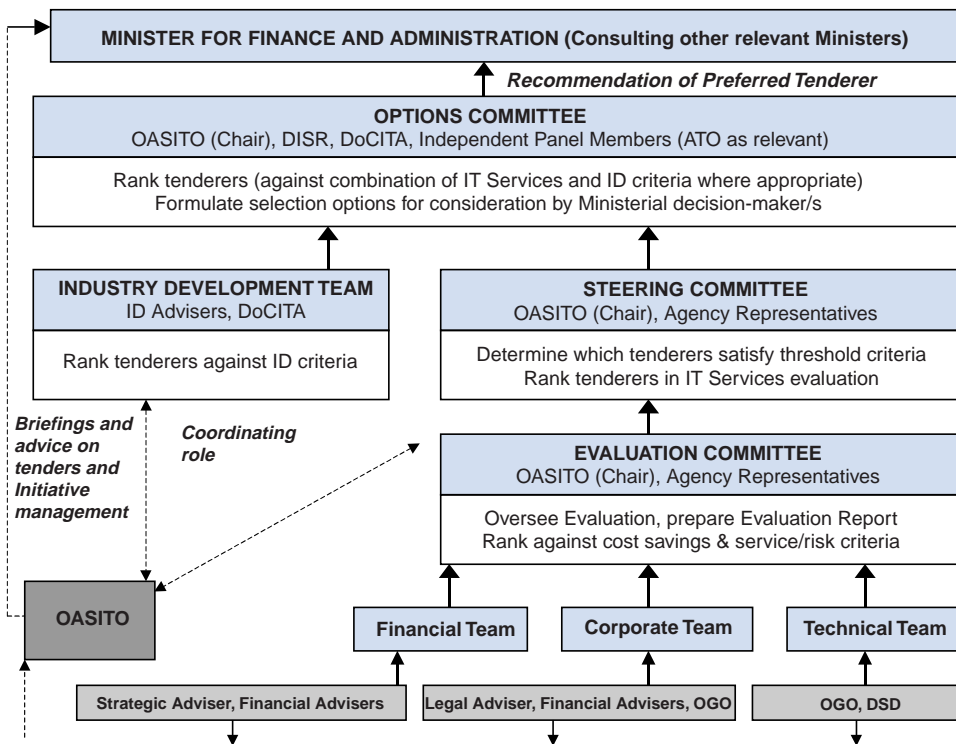 MINISTER FOR FINANCE AND ADMINISTRATION (Consulting other relevant Ministers)
Recommendation of Preferred Tenderer
OPTIONS COMMITTEE
OASITO (Chair), DISR, DoCITA, Independent Panel Members (ATO as relevant)
Rank tenderers (against combination of IT Services and ID criteria where appropriate)
Formulate selection options for consideration by Ministerial decision-maker/s
INDUSTRY DEVELOPMENT TEAM
ID Advisers, DoCITA
Rank tenderers against ID criteria
STEERING COMMITTEE
OASITO (Chair), Agency Representatives
Determine which tenderers satisfy threshold criteria
Rank tenderers in IT Services evaluation
Briefings and
advice on
tenders and
Initiative
management
Coordinating
role
EVALUATION COMMITTEE
OASITO (Chair), Agency Representatives
Oversee Evaluation, prepare Evaluation Report
Rank against cost savings & service/risk criteria
OASITO
Financial Team
Corporate Team
Technical Team
Strategic Adviser, Financial Advisers
Legal Adviser, Financial Advisers, OGO
OGO, DSD